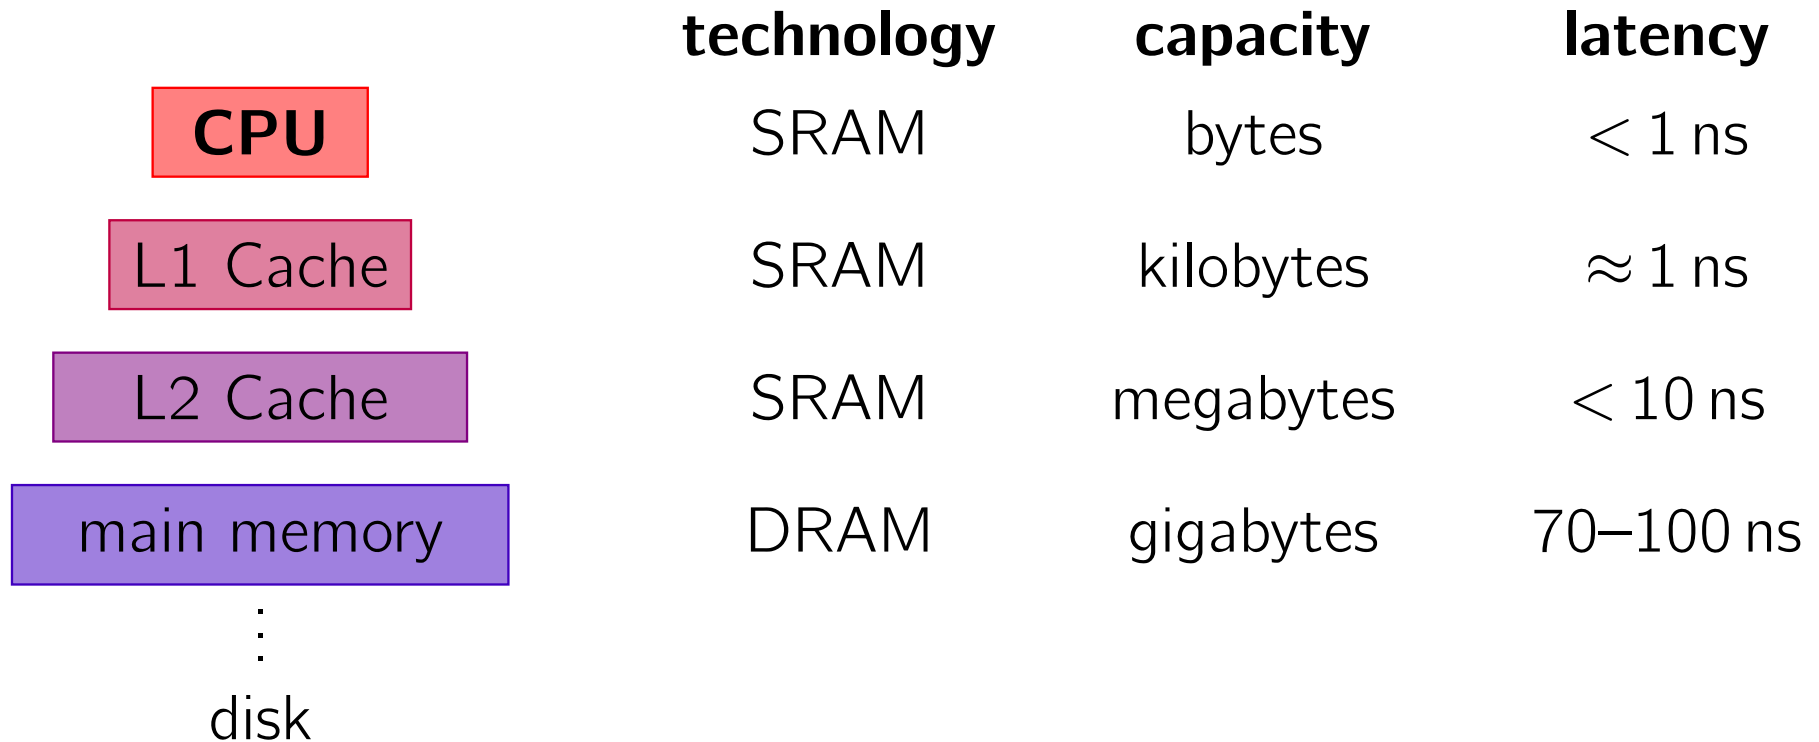 technology capacity latency
CPU SRAM bytes < 1 ns
L1 Cache SRAM kilobytes ≈ 1 ns
L2 Cache SRAM megabytes < 10 ns
main memory DRAM gigabytes 70–100 ns
⋮
disk